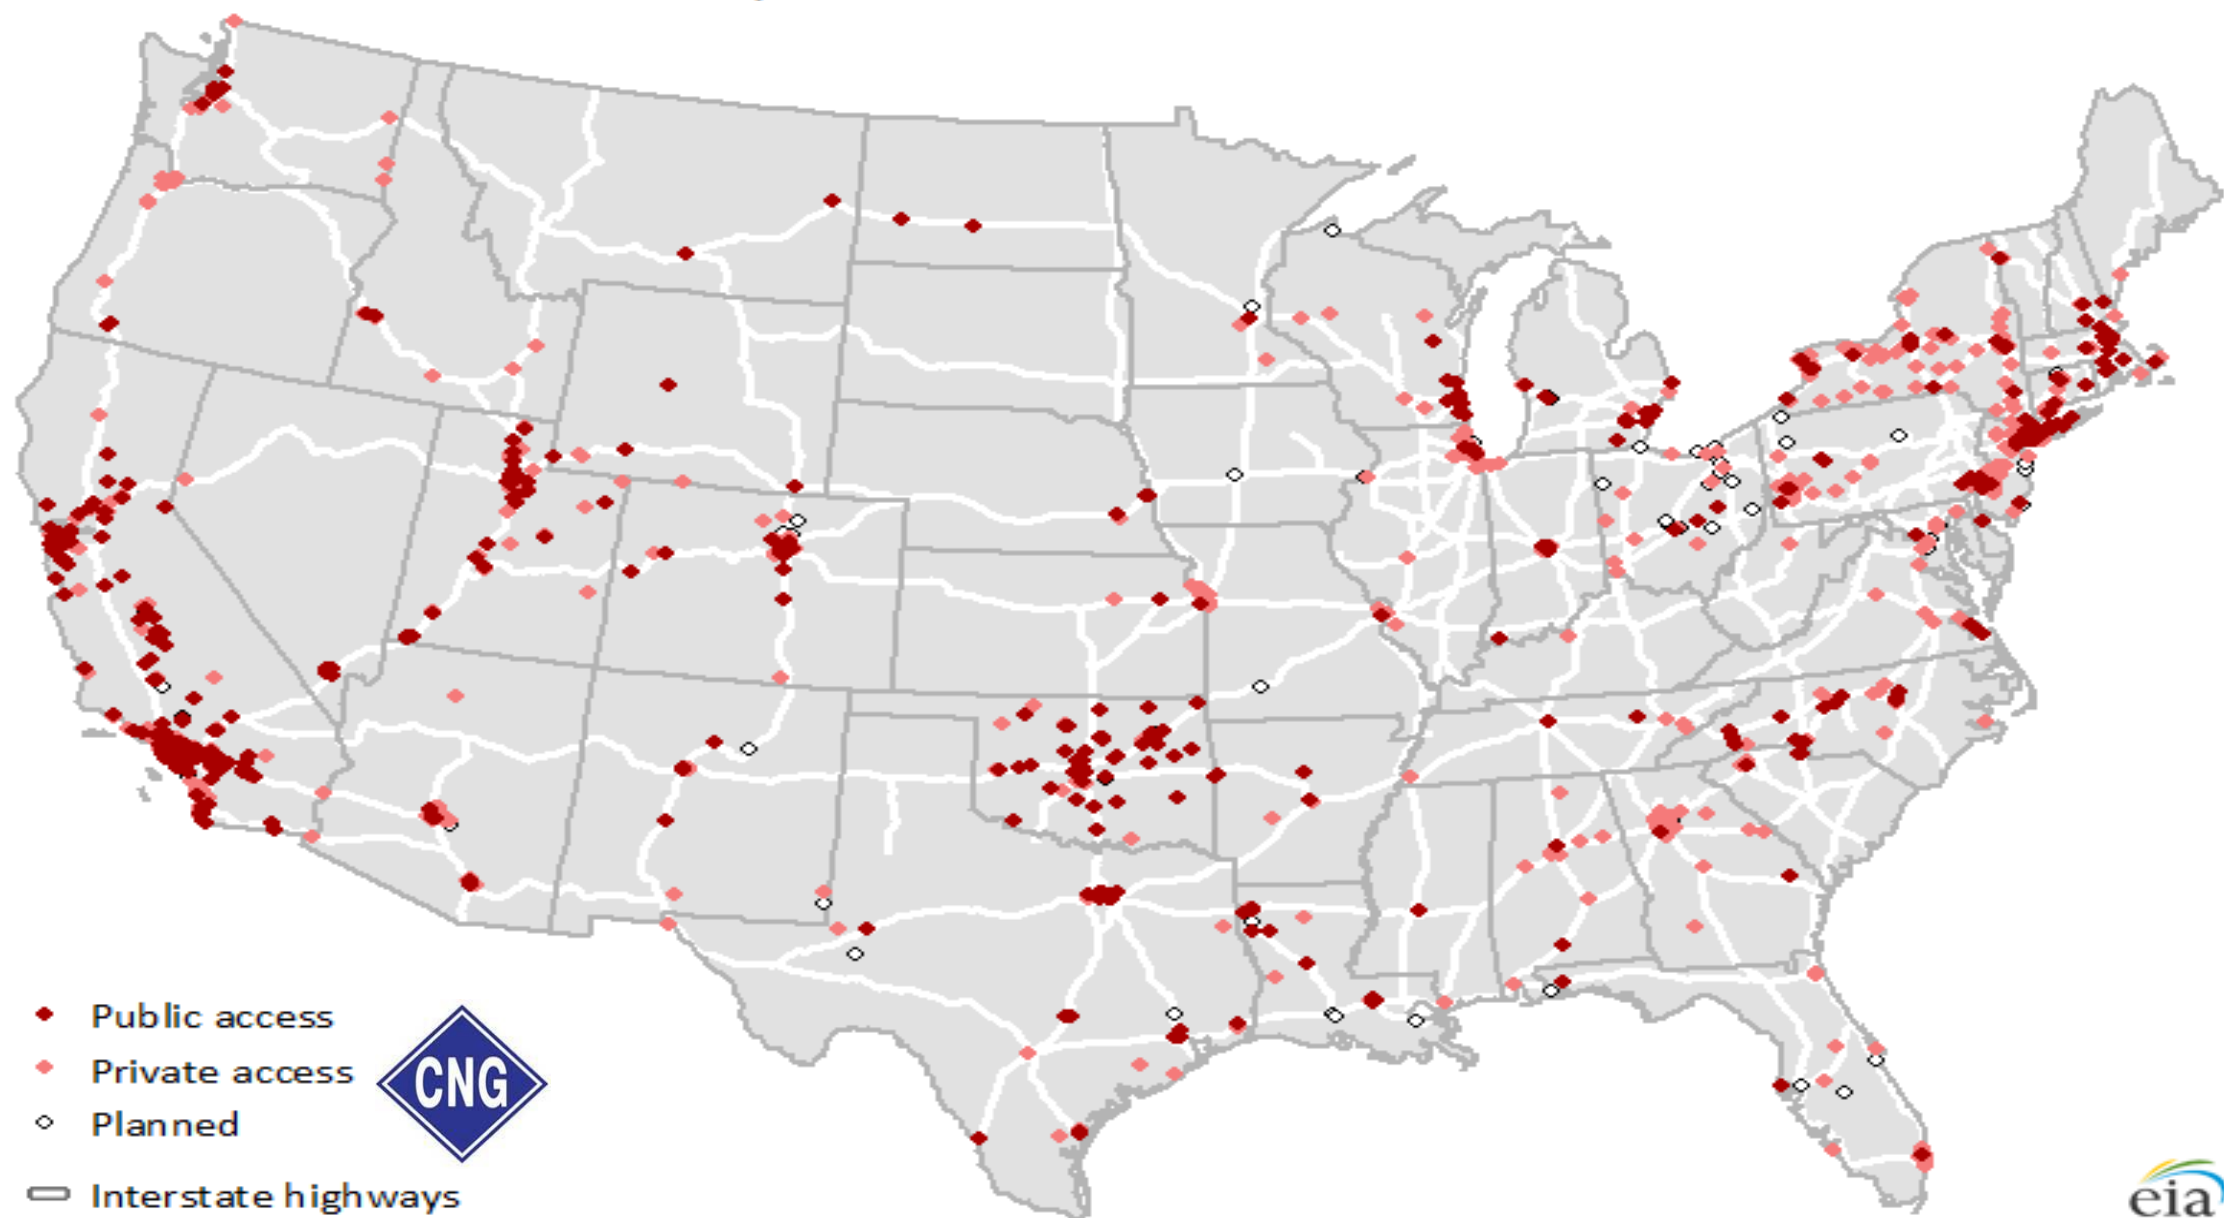 Public access
Private access
CNG
Planned
Interstate highways
eia